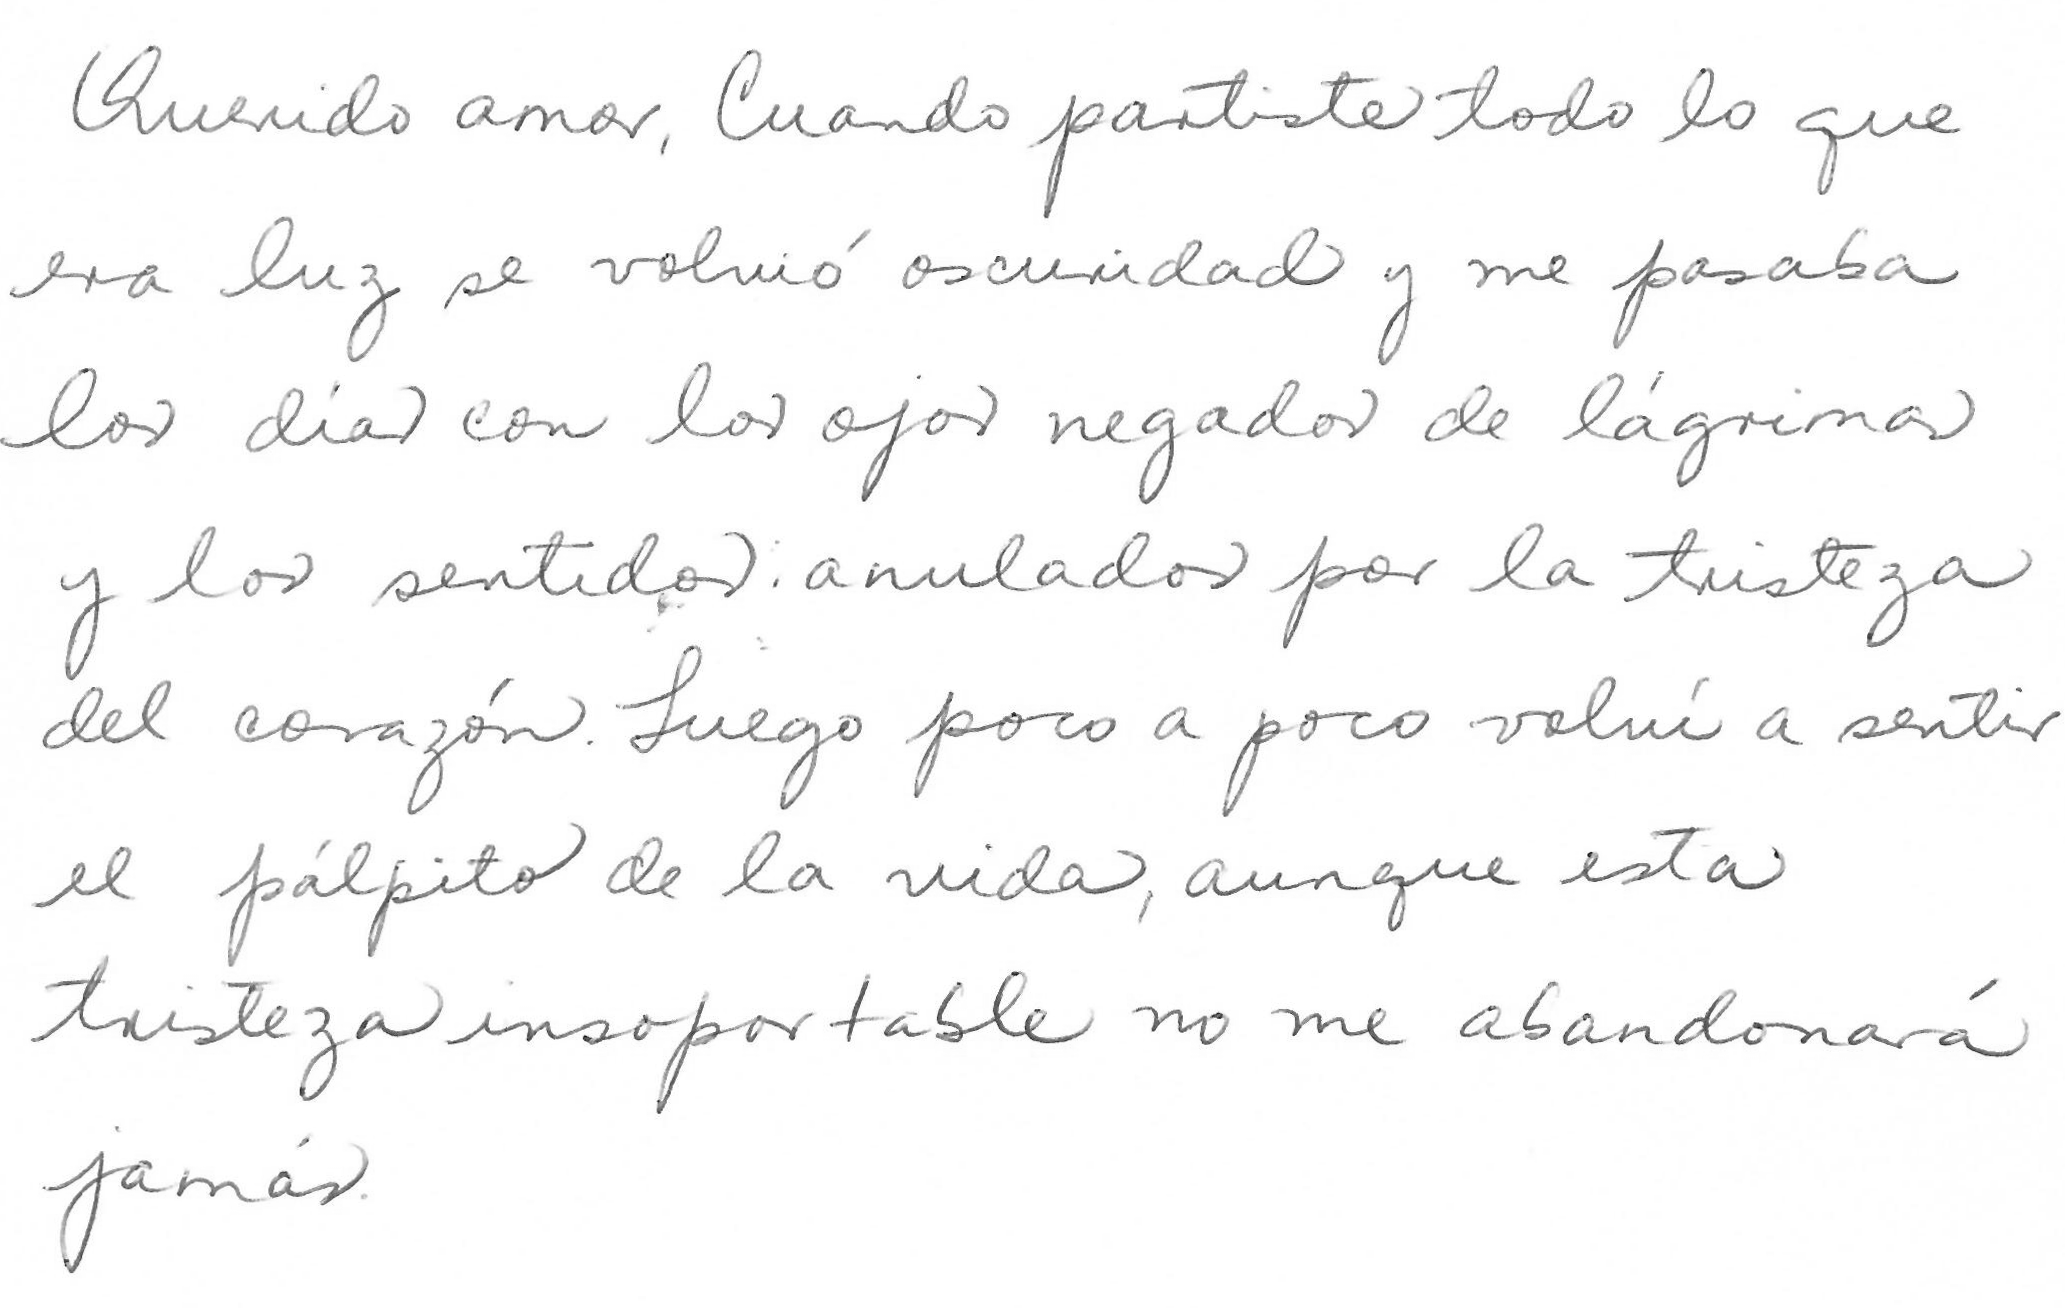 Querido amor, Cuando partiste todo lo que
era luz se volvió oscuridad y me pasaba
los días con los ojos negados de lágrimas
y los sentidos anulados por la tristeza
del corazón. Luego poco a poco volví a sentir
el pálpito de la vida, aunque esta
tristeza insoportable no me abandonará
jamás.